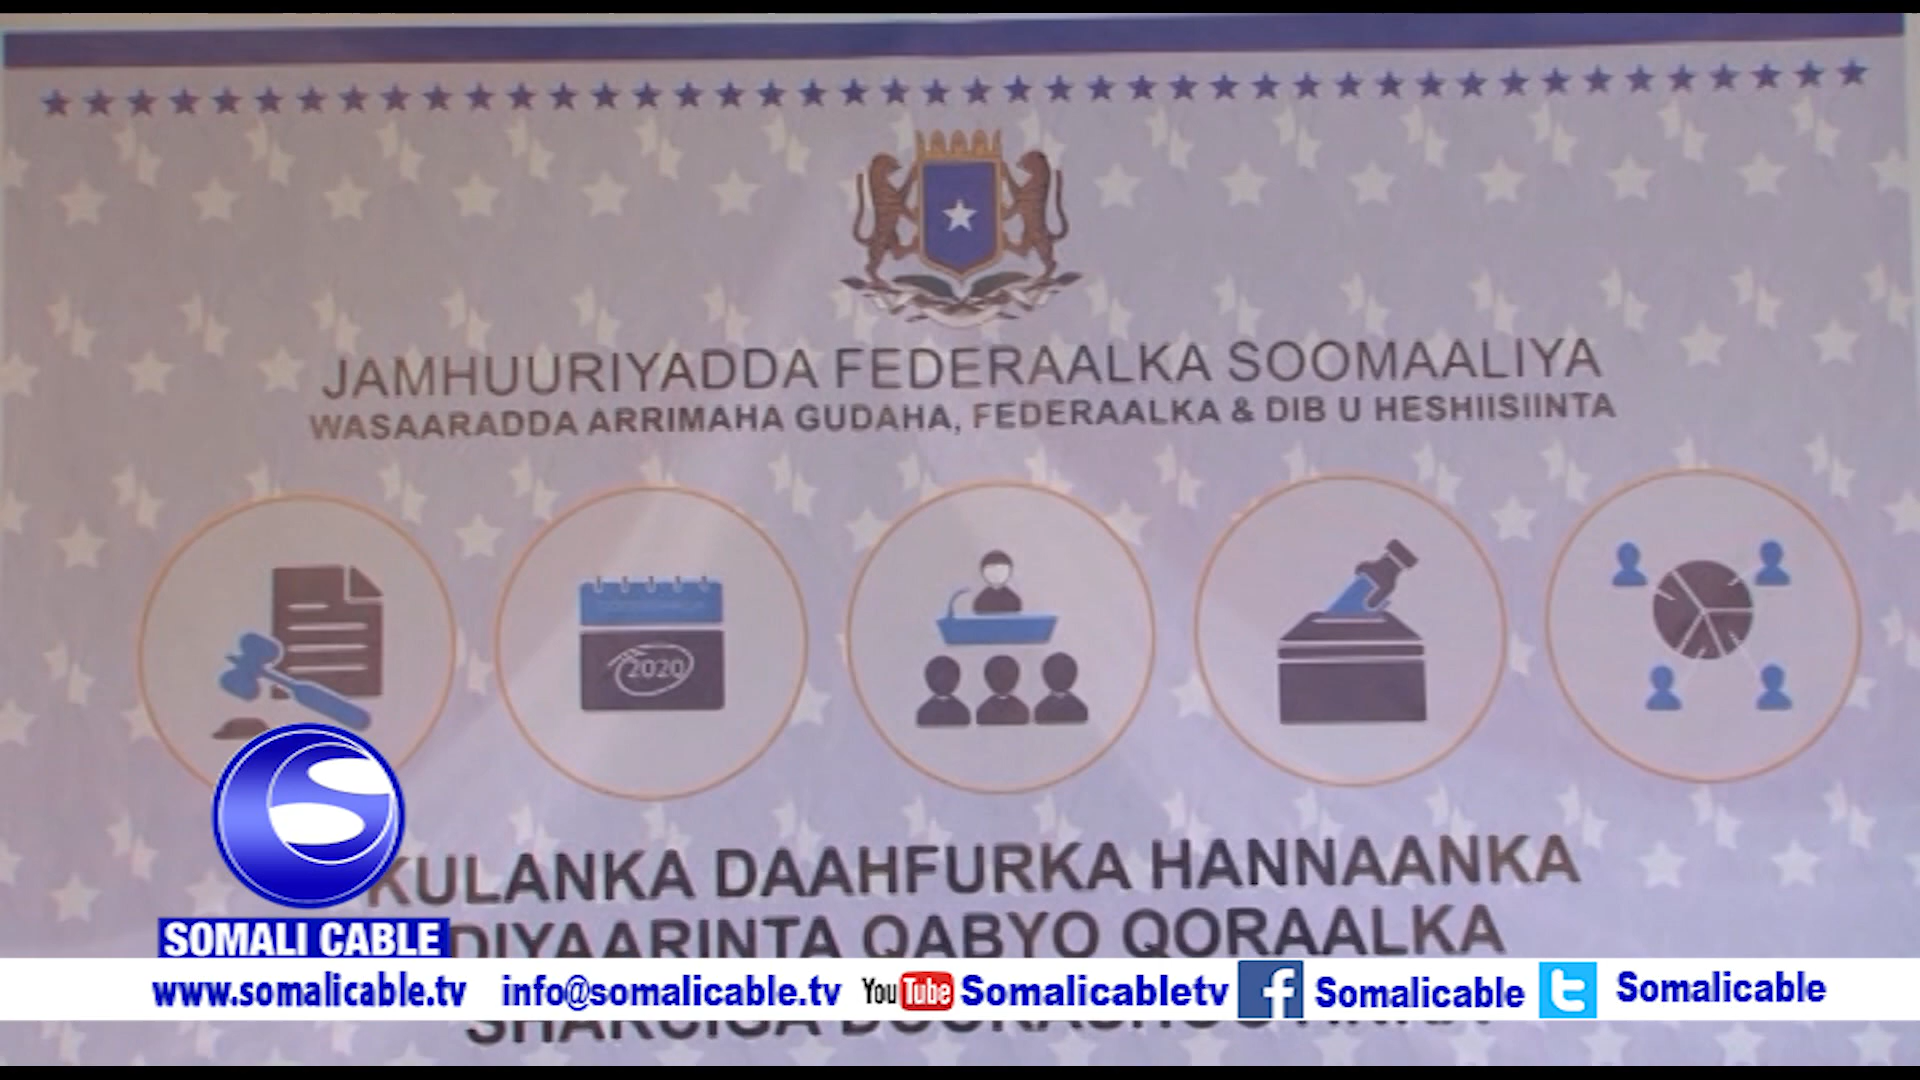 JAMHUURIYADDA FEDERAALKA SOOMAALIYA
WASAARADDA ARRIMAHA GUDAHA, FEDERAALKA & DIB U HESHIISIINTA
2020
KULANKA DAAHFURKA HANNAANKA
DIYAARINTA QABYO QORAALKA
SOMALI CABLE
www.somalicable.tv info@somalicable.tv YouTube Somalicabletv f Somalicable t Somalicable